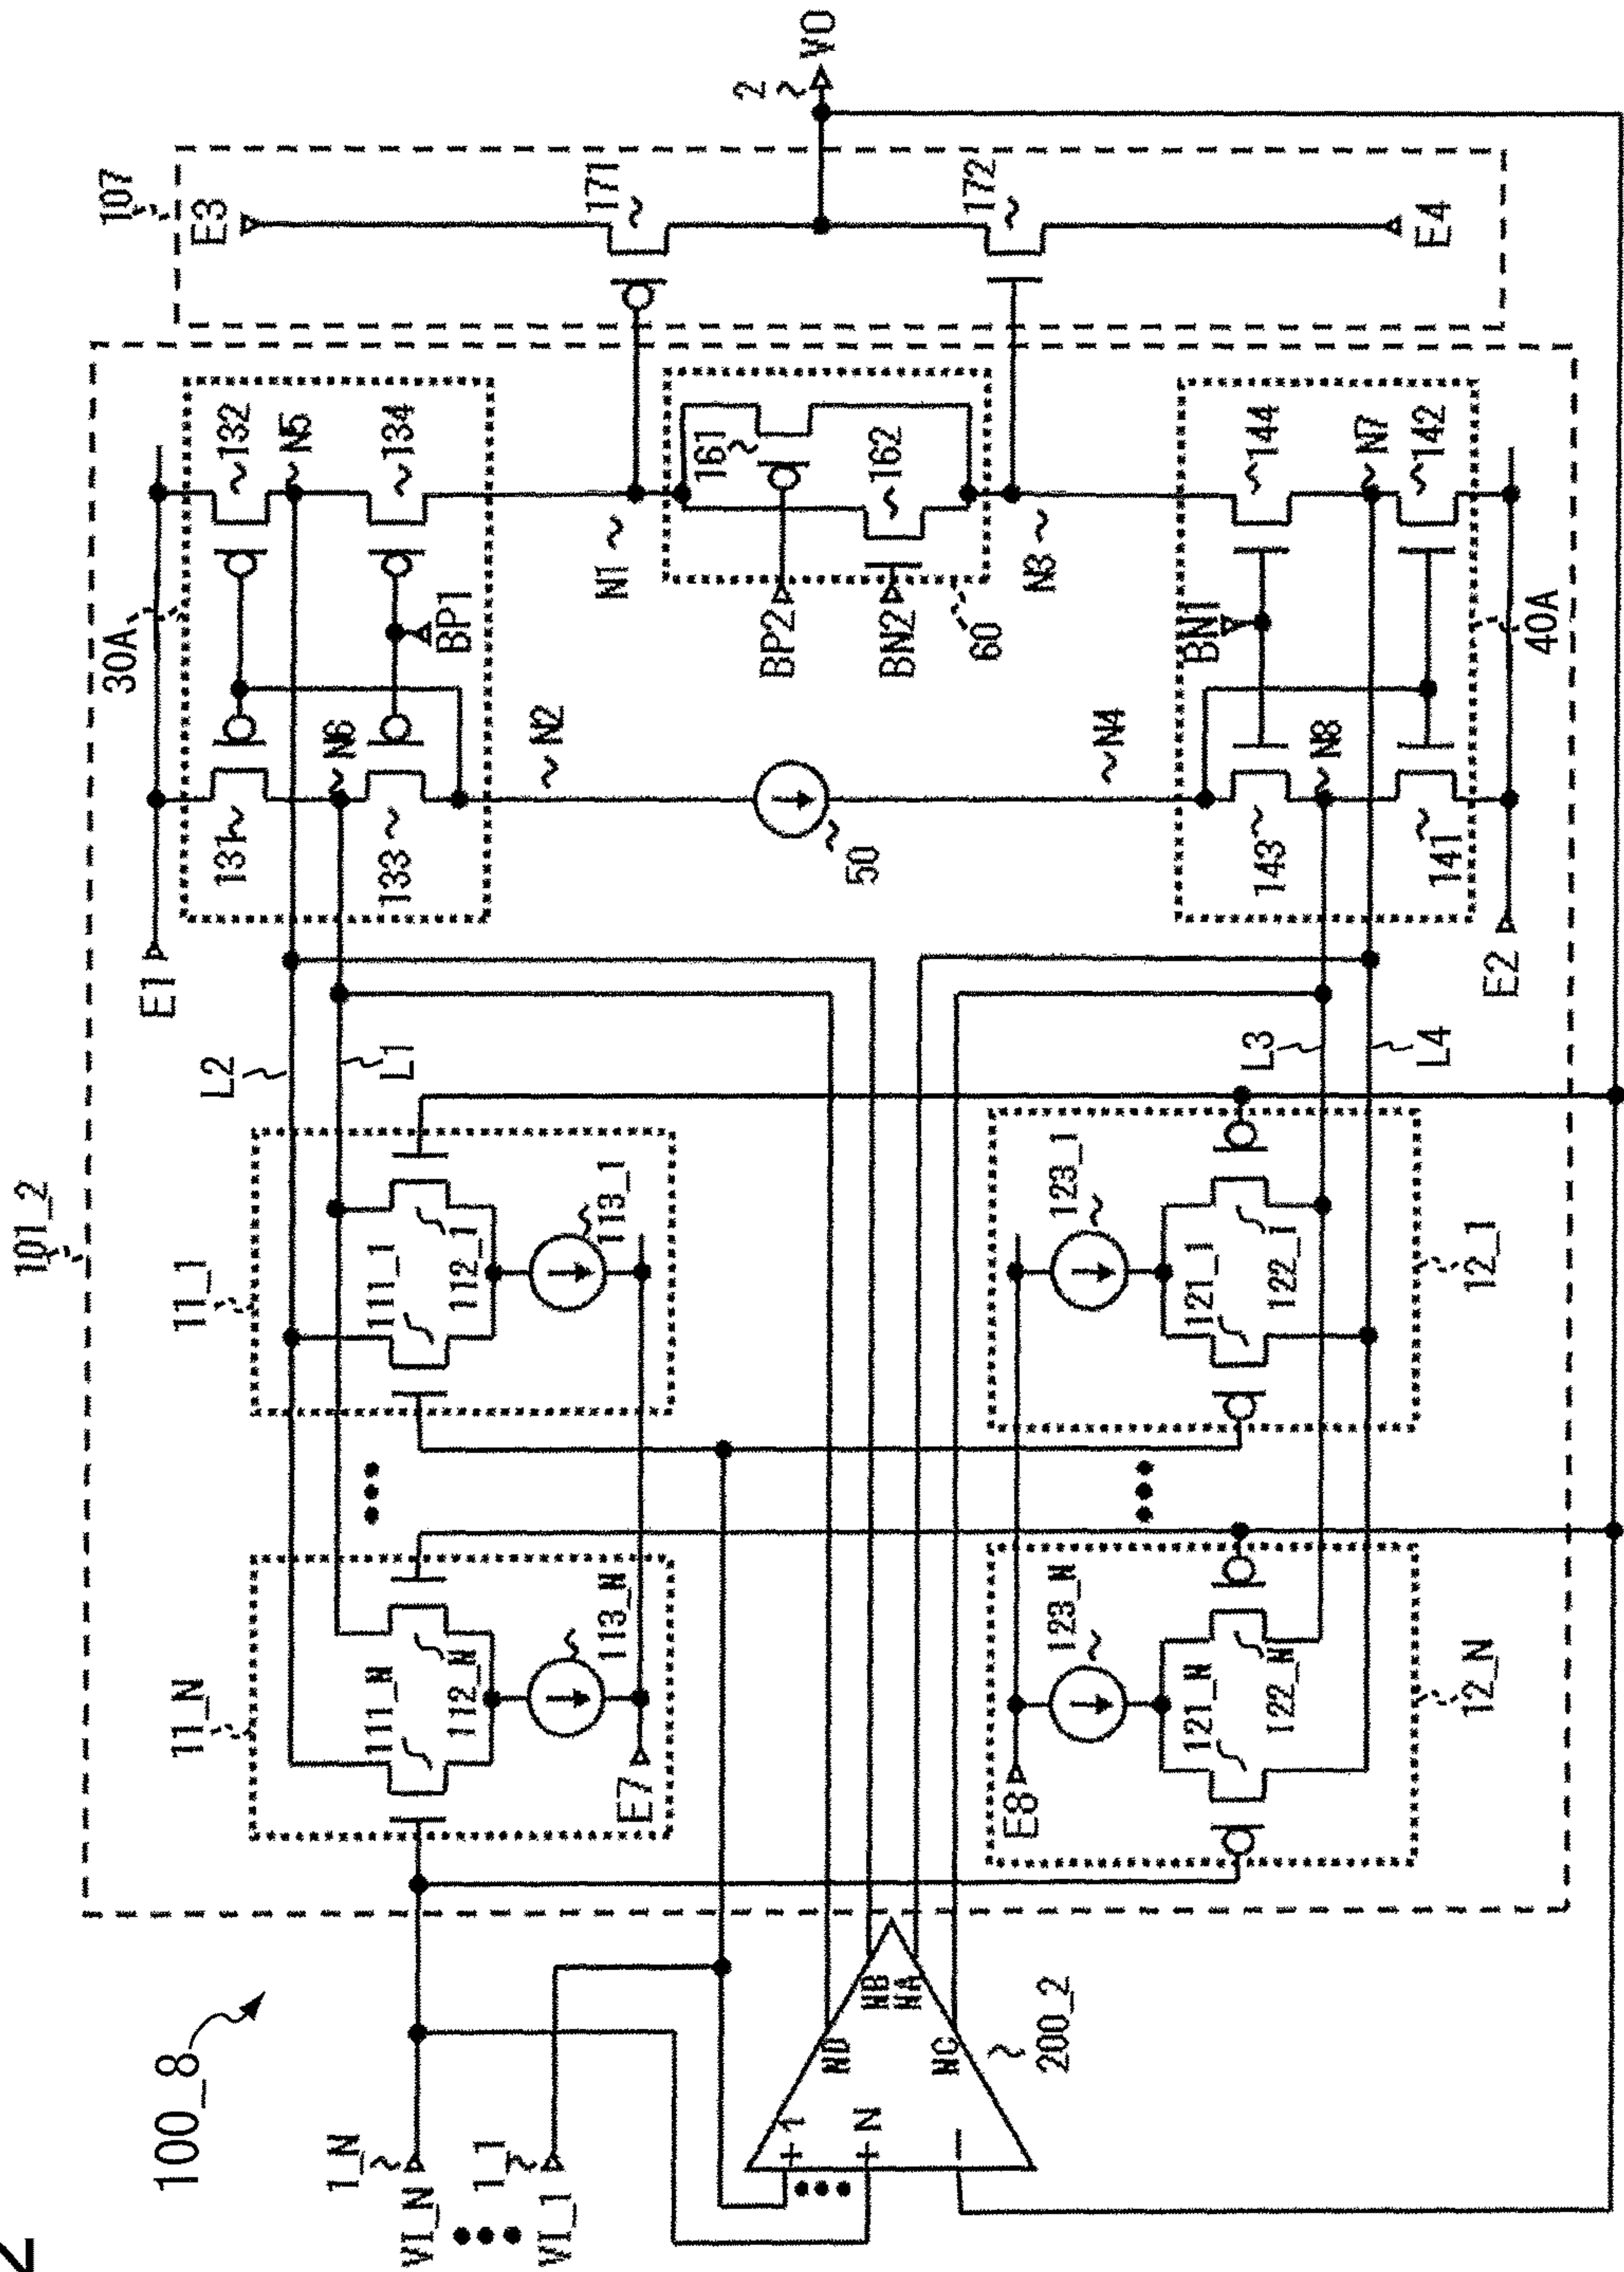 2
100_8
101_2
107
E3
171
172
E4
2
VO
30A
132
N5
134
N1
161
162
N3
144
N7
142
40A
BP1
BP2
BN2
60
BN1
131
N6
133
N2
50
N4
143
N8
141
E1
E2
L2
L1
L3
L4
11_1
111_1
112_1
113_1
123_1
121_1
122_1
12_1
11_N
111_N
112_N
113_N
E7
E8
123_N
121_N
122_N
12_N
1_N
VI_N
1_1
VI_1
ND
NB
NA
NC
+ 1
+ N
−
200_2